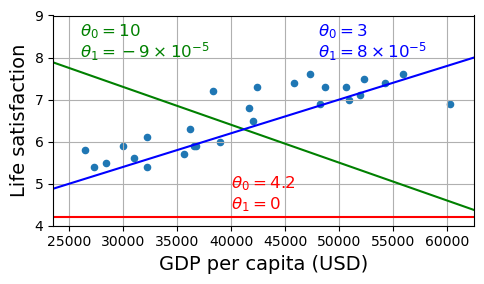 θ₀ = 10
θ₁ = −9 × 10⁻⁵
θ₀ = 3
θ₁ = 8 × 10⁻⁵
θ₀ = 4.2
θ₁ = 0
Life satisfaction
9
8
7
6
5
4
25000 30000 35000 40000 45000 50000 55000 60000
GDP per capita (USD)